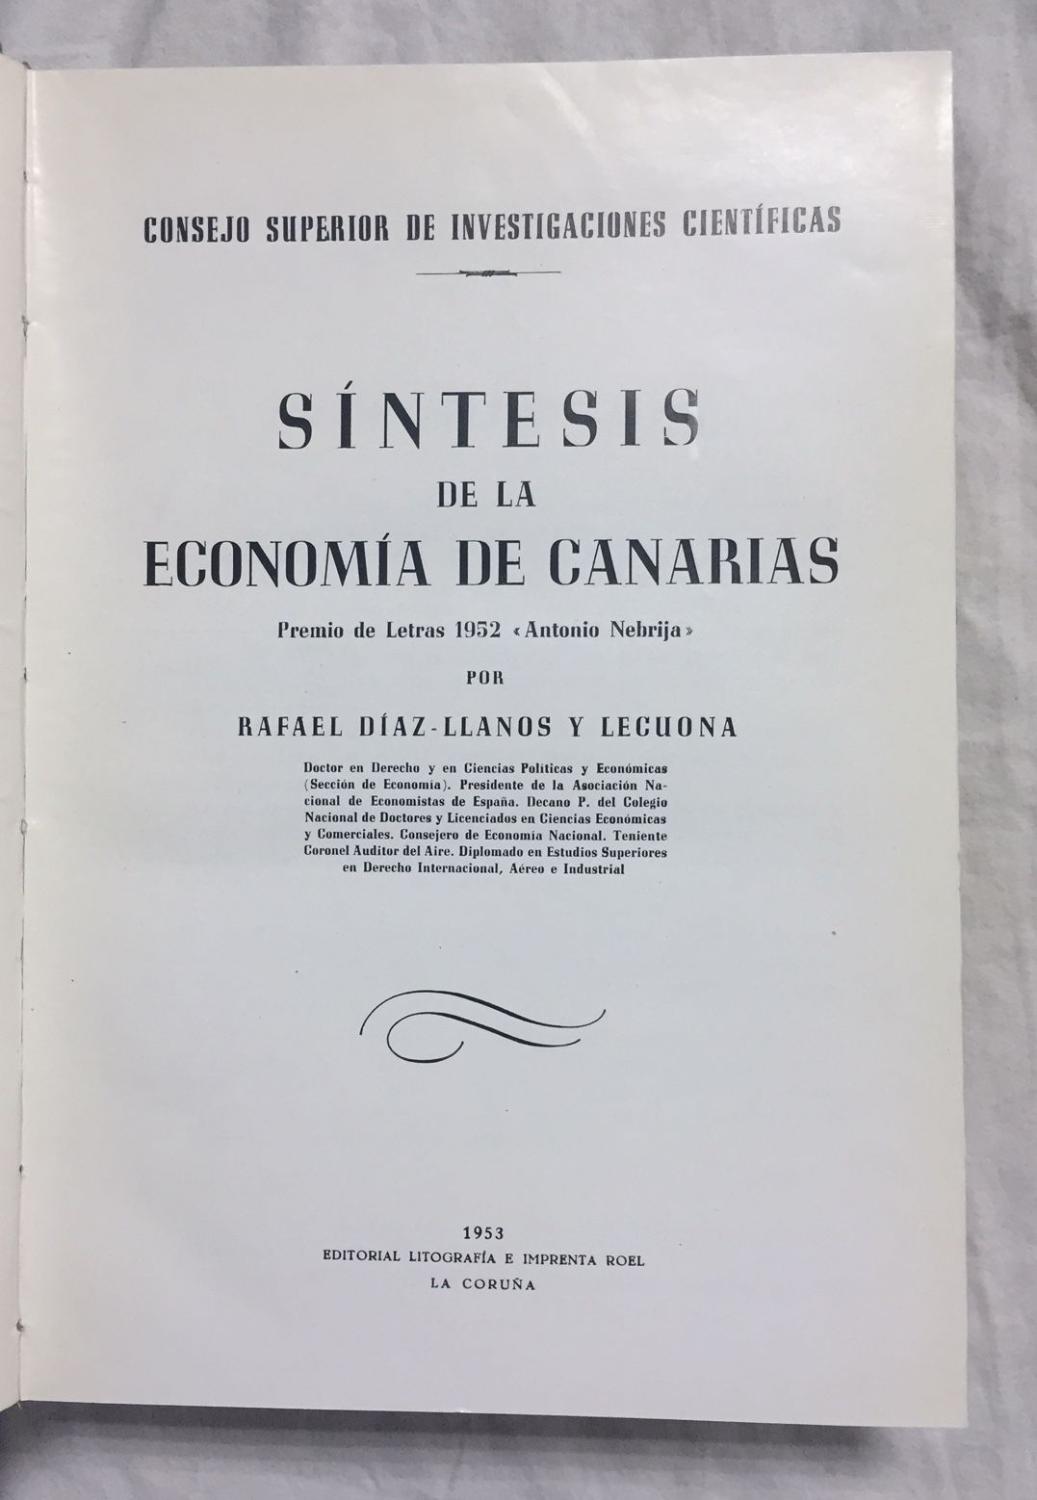 CONSEJO SUPERIOR DE INVESTIGACIONES CIENTÍFICAS
SÍNTESIS
DE LA
ECONOMÍA DE CANARIAS
Premio de Letras 1952 «Antonio Nebrija»
POR
RAFAEL DÍAZ-LLANOS Y LECUONA
Doctor en Derecho y en Ciencias Políticas y Económicas
(Sección de Economía). Presidente de la Asociación Na-
cional de Economistas de España. Decano P. del Colegio
Nacional de Doctores y Licenciados en Ciencias Económicas
y Comerciales. Consejero de Economía Nacional. Teniente
Coronel Auditor del Aire. Diplomado en Estudios Superiores
en Derecho Internacional, Aéreo e Industrial
1953
EDITORIAL LITOGRAFÍA E IMPRENTA ROEL
LA CORUÑA